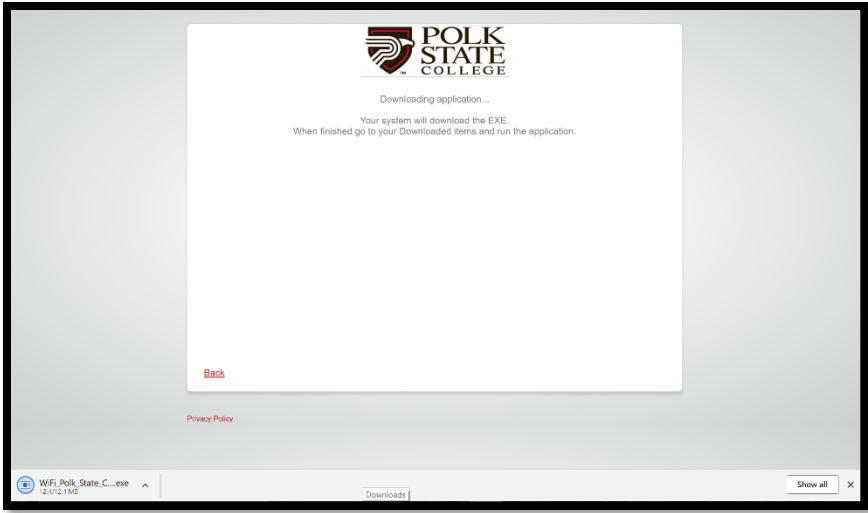 POLK
STATE
COLLEGE
Downloading application...
Your system will download the EXE.
When finished go to your Downloaded items and run the application.
Back
Privacy Policy
WiFi_Polk_State_C....exe
12.1/12.1 MB
Show all
Downloads